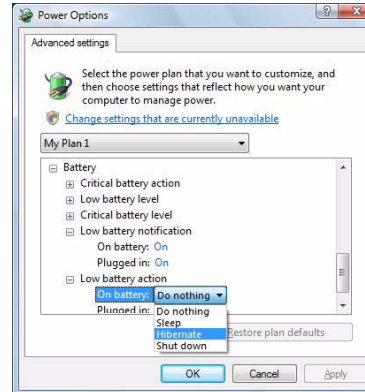 Power Options
Advanced settings
Select the power plan that you want to customize, and
then choose settings that reflect how you want your
computer to manage power.
Change settings that are currently unavailable
My Plan 1
Battery
Critical battery action
Low battery level
Critical battery level
Low battery notification
On battery: On
Plugged in: On
Low battery action
On battery: Do nothing
Plugged in: Do nothing
Sleep
Hibernate
Shut down
Restore plan defaults
OK Cancel Apply